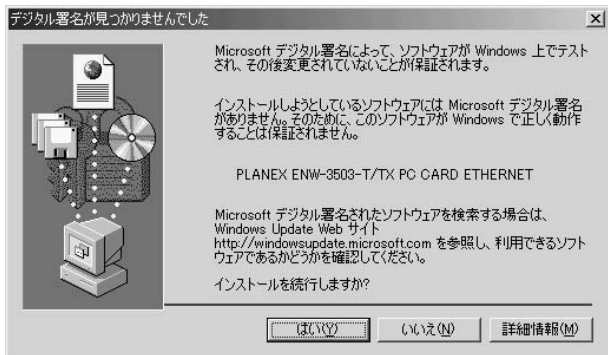 デジタル署名が見つかりませんでした
Microsoft デジタル署名によって、ソフトウェアが Windows 上でテスト
され、その後変更されていないことが保証されます。
インストールしようとしているソフトウェアには Microsoft デジタル署名
がありません。そのために、このソフトウェアが Windows で正しく動作
することは保証されません。
PLANEX ENW-3503-T/TX PC CARD ETHERNET
Microsoft デジタル署名されたソフトウェアを検索する場合は、
Windows Update Web サイト
http://windowsupdate.microsoft.com を参照し、利用できるソフト
ウェアであるかどうかを確認してください。
インストールを続行しますか?
はい(Y) いいえ(N) 詳細情報(M)